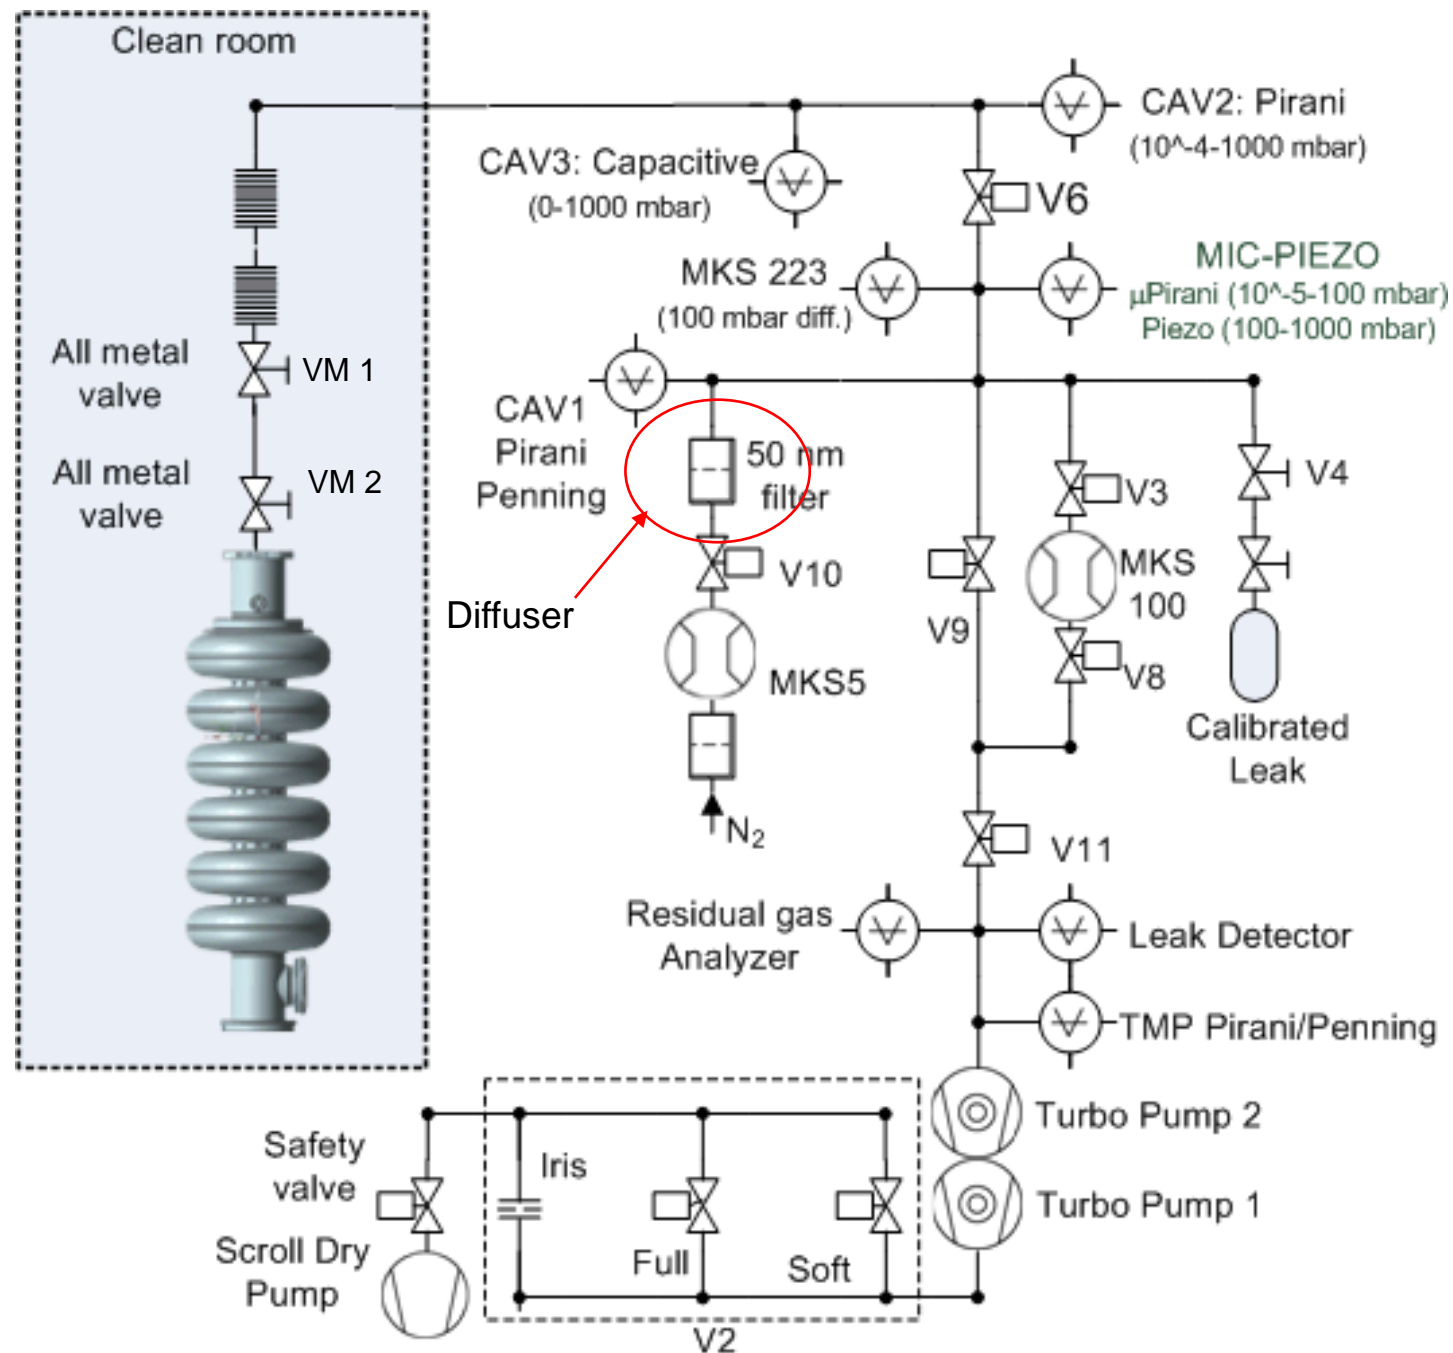 Clean room
CAV2: Pirani
(10^-4-1000 mbar)
CAV3: Capacitive
(0-1000 mbar)
V6
MKS 223
(100 mbar diff.)
MIC-PIEZO
µPirani (10^-5-100 mbar)
Piezo (100-1000 mbar)
All metal
valve
VM 1
CAV1
Pirani
Penning
50 nm
filter
V3
V4
All metal
valve
VM 2
V10
MKS
100
Diffuser
V9
MKS5
V8
Calibrated
Leak
N₂
V11
Residual gas
Analyzer
Leak Detector
TMP Pirani/Penning
Turbo Pump 2
Safety
valve
Iris
Turbo Pump 1
Scroll Dry
Pump
Full
Soft
V2